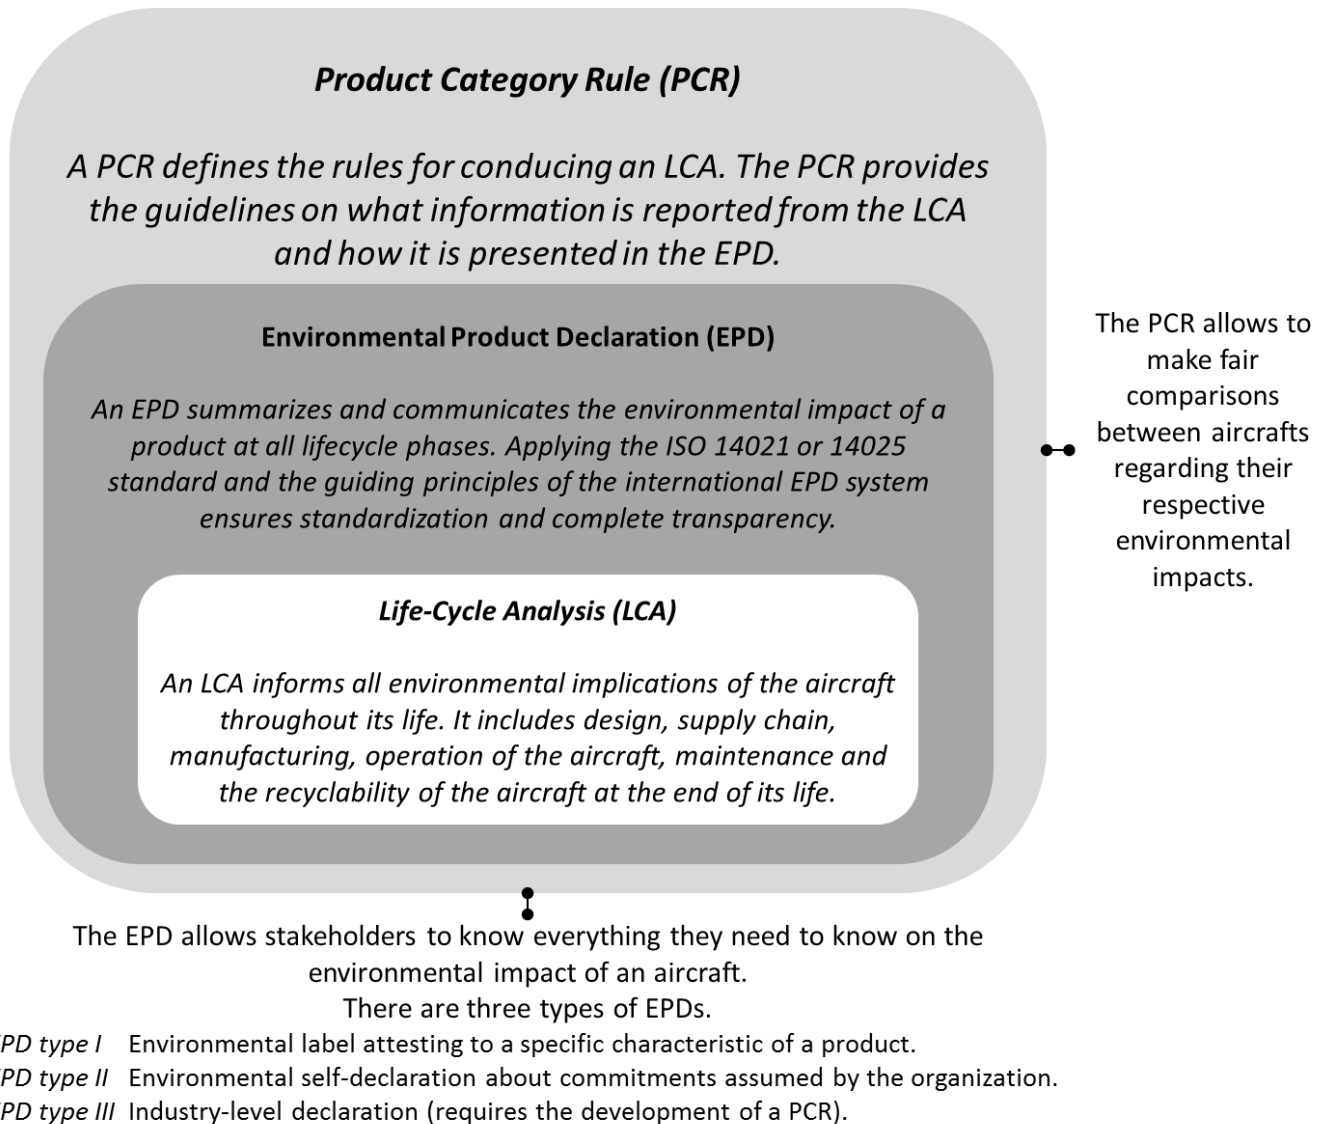 Product Category Rule (PCR)
A PCR defines the rules for conducing an LCA. The PCR provides
the guidelines on what information is reported from the LCA
and how it is presented in the EPD.
Environmental Product Declaration (EPD)
An EPD summarizes and communicates the environmental impact of a
product at all lifecycle phases. Applying the ISO 14021 or 14025
standard and the guiding principles of the international EPD system
ensures standardization and complete transparency.
Life-Cycle Analysis (LCA)
An LCA informs all environmental implications of the aircraft
throughout its life. It includes design, supply chain,
manufacturing, operation of the aircraft, maintenance and
the recyclability of the aircraft at the end of its life.
The PCR allows to
make fair
comparisons
between aircrafts
regarding their
respective
environmental
impacts.
The EPD allows stakeholders to know everything they need to know on the
environmental impact of an aircraft.
There are three types of EPDs.
PD type I Environmental label attesting to a specific characteristic of a product.
PD type II Environmental self-declaration about commitments assumed by the organization.
PD type III Industry-level declaration (requires the development of a PCR).